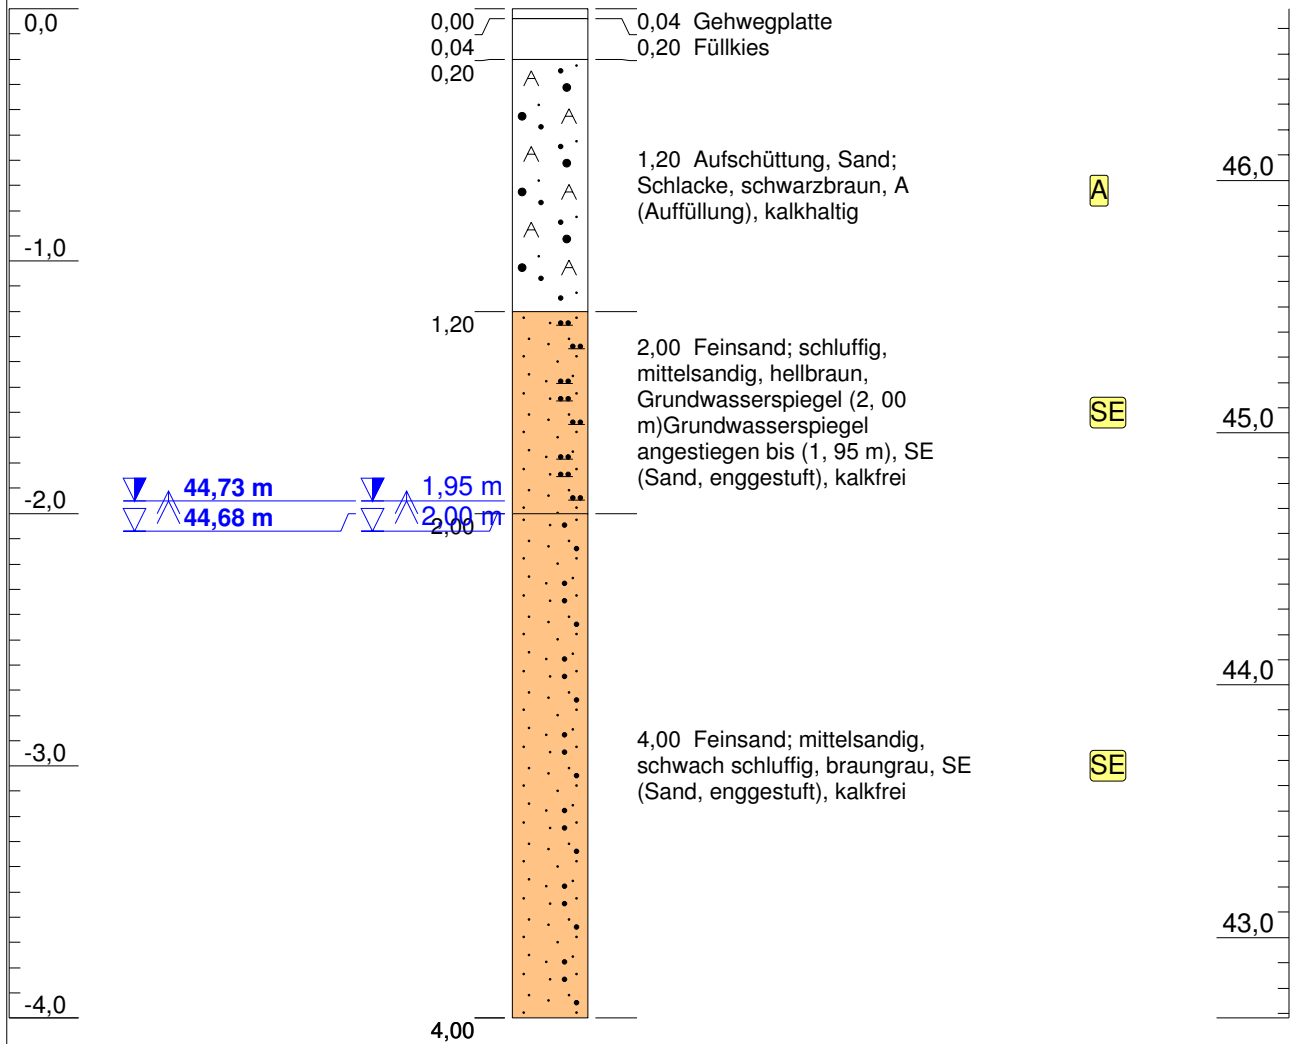 0,0
0,00
0,04 Gehwegplatte
0,04
0,20 Füllkies
0,20
1,20 Aufschüttung, Sand;
Schlacke, schwarzbraun, A
(Auffüllung), kalkhaltig
A
46,0
-1,0
1,20
2,00 Feinsand; schluffig,
mittelsandig, hellbraun,
Grundwasserspiegel (2, 00
m)Grundwasserspiegel
angestiegen bis (1, 95 m), SE
(Sand, enggestuft), kalkfrei
SE
45,0
-2,0
44,73 m
1,95 m
44,68 m
2,00 m
2,00
44,0
-3,0
4,00 Feinsand; mittelsandig,
schwach schluffig, braungrau, SE
(Sand, enggestuft), kalkfrei
SE
43,0
-4,0
4,00